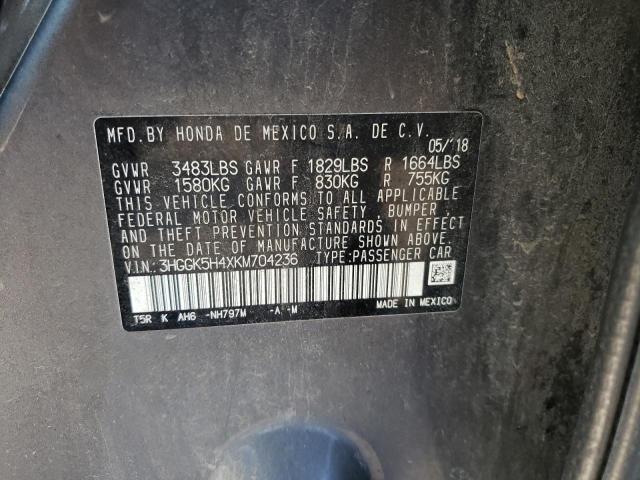 MFD. BY HONDA DE MEXICO S.A. DE C.V.
05/'18
GVWR 3483LBS GAWR F 1829LBS R 1664LBS
GVWR 1580KG GAWR F 830KG R 755KG
THIS VEHICLE CONFORMS TO ALL APPLICABLE
FEDERAL MOTOR VEHICLE SAFETY, BUMPER,
AND THEFT PREVENTION STANDARDS IN EFFECT
ON THE DATE OF MANUFACTURE SHOWN ABOVE.
V.I.N: 3HGGK5H4XKM704236 TYPE: PASSENGER CAR
MADE IN MEXICO
T5R K AH6 -NH797M -A -M